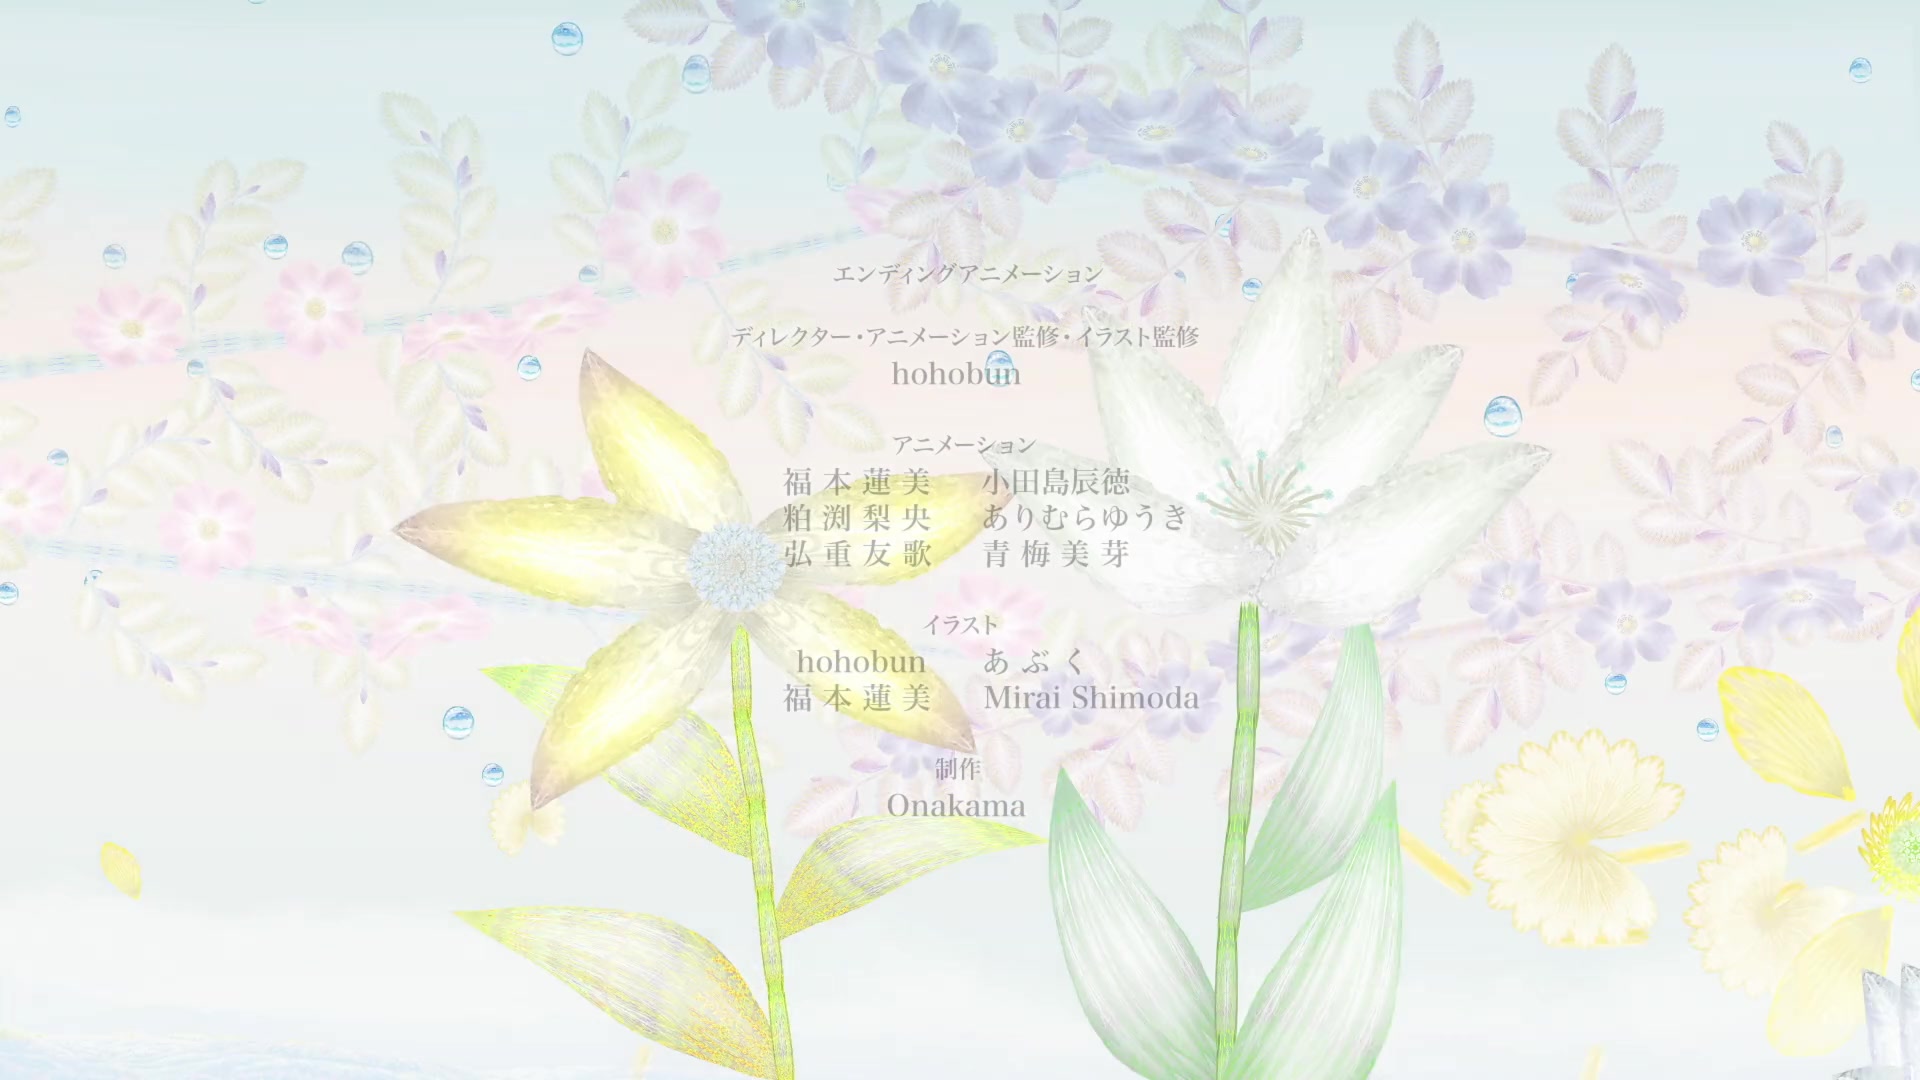 エンディングアニメーション
ディレクター・アニメーション監修・イラスト監修
hohobun
アニメーション
福本蓮美 小田島辰徳
粕渕梨央 ありむらゆうき
弘重友歌 青梅美芽
イラスト
hohobun あぶく
福本蓮美 Mirai Shimoda
制作
Onakama